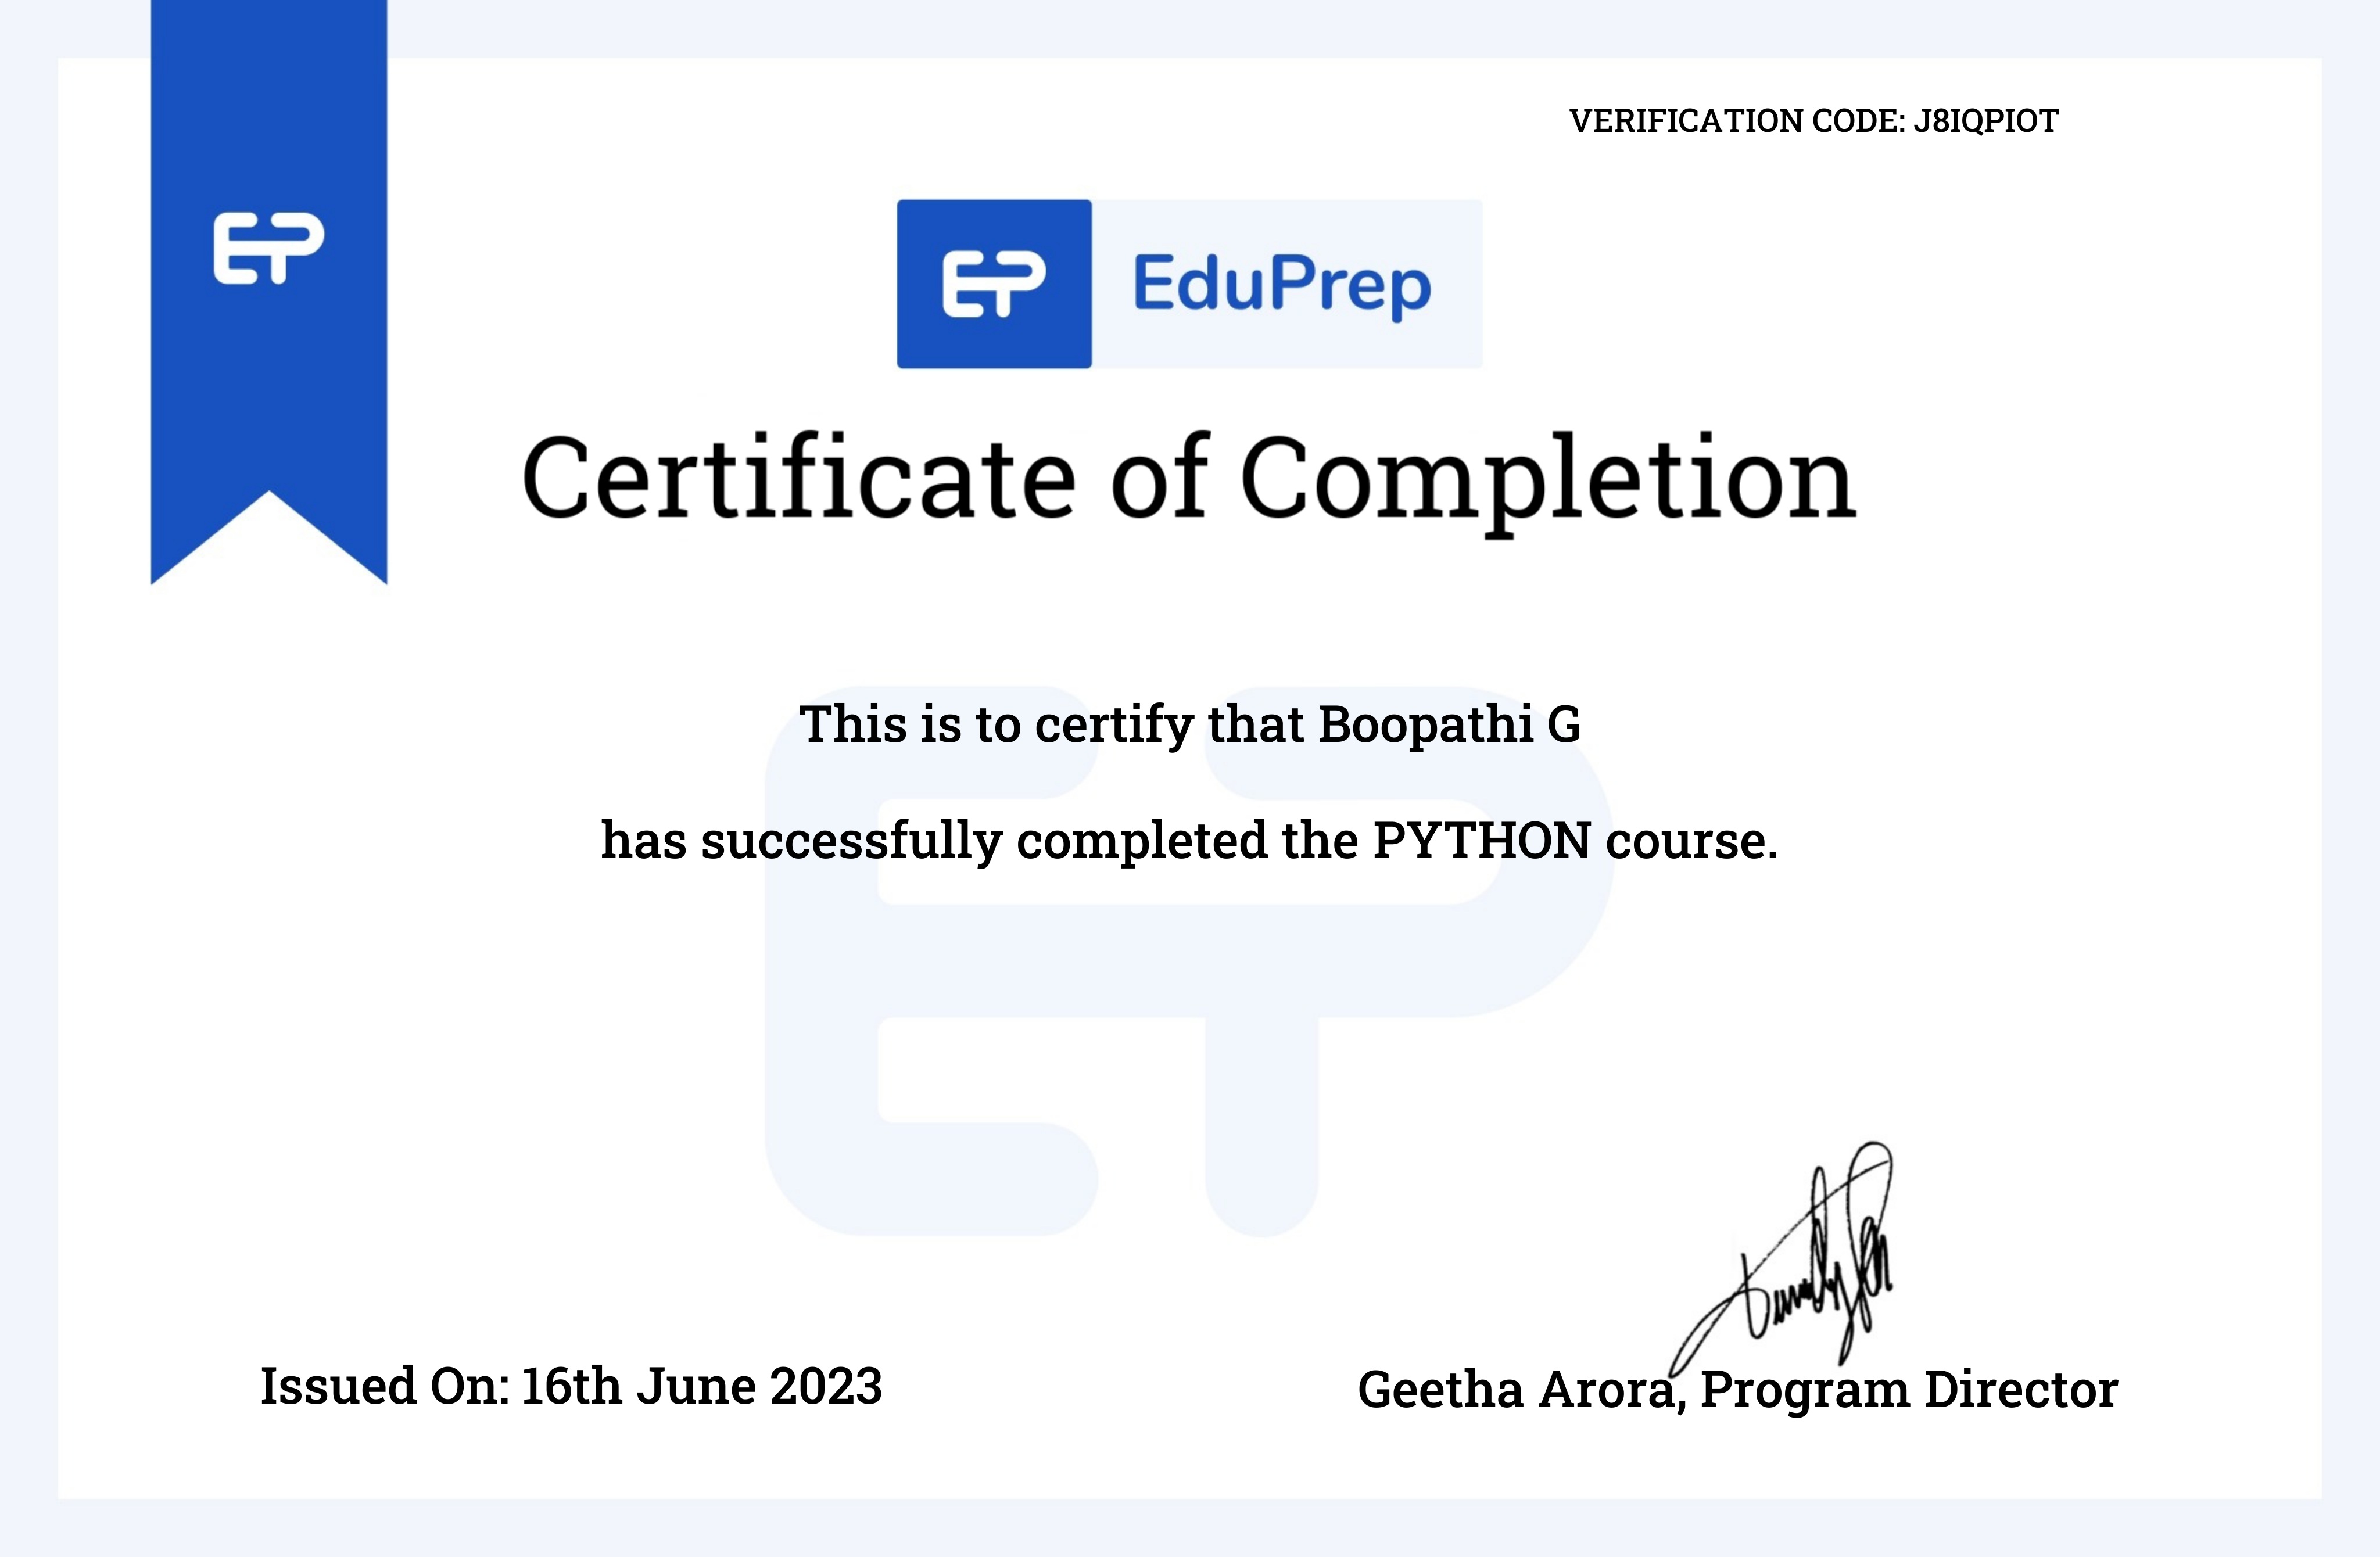 VERIFICATION CODE: J8IQPIOT
EP
EP EduPrep
Certificate of Completion
This is to certify that Boopathi G
has successfully completed the PYTHON course.
Issued On: 16th June 2023
Geetha Arora, Program Director